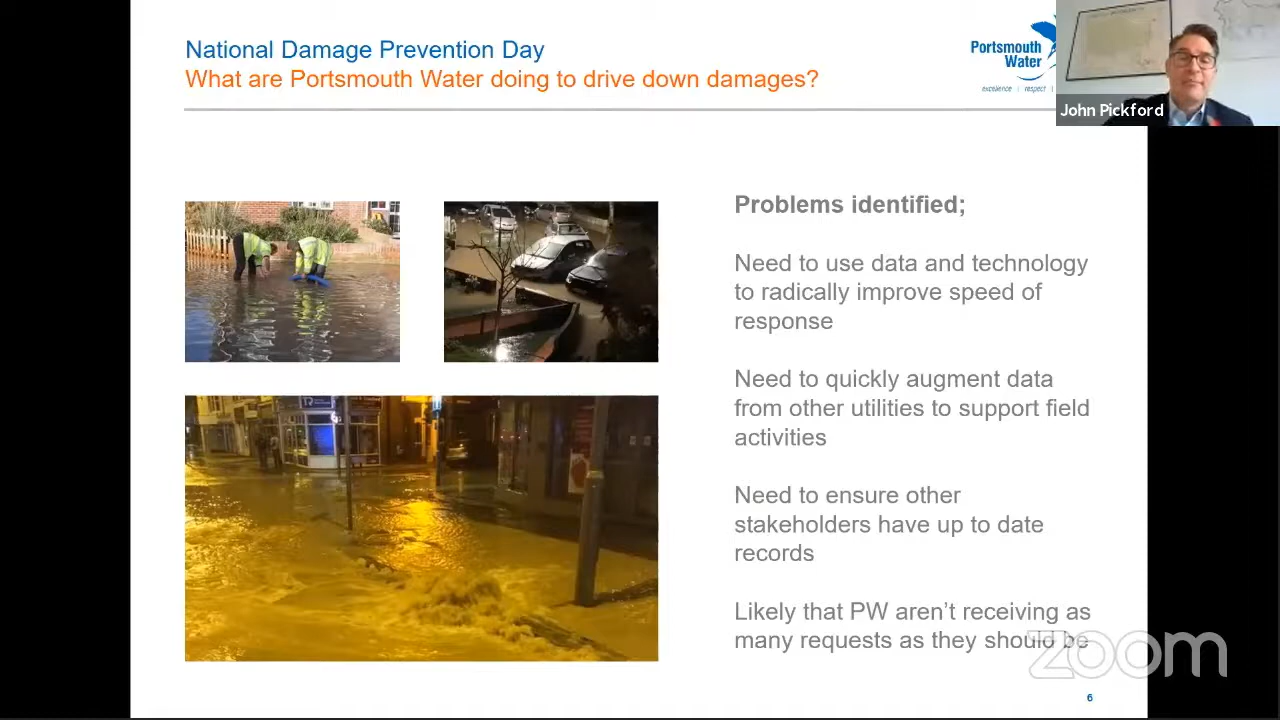 National Damage Prevention Day
What are Portsmouth Water doing to drive down damages?
Portsmouth
Water
excellence | respect |
John Pickford
Problems identified;
Need to use data and technology
to radically improve speed of
response
Need to quickly augment data
from other utilities to support field
activities
Need to ensure other
stakeholders have up to date
records
Likely that PW aren’t receiving as
many requests as they should be
zoom
6